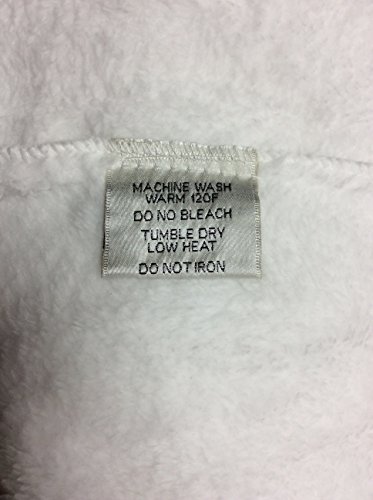 MACHINE WASH
WARM 120F
DO NO BLEACH
TUMBLE DRY
LOW HEAT
DO NOT IRON